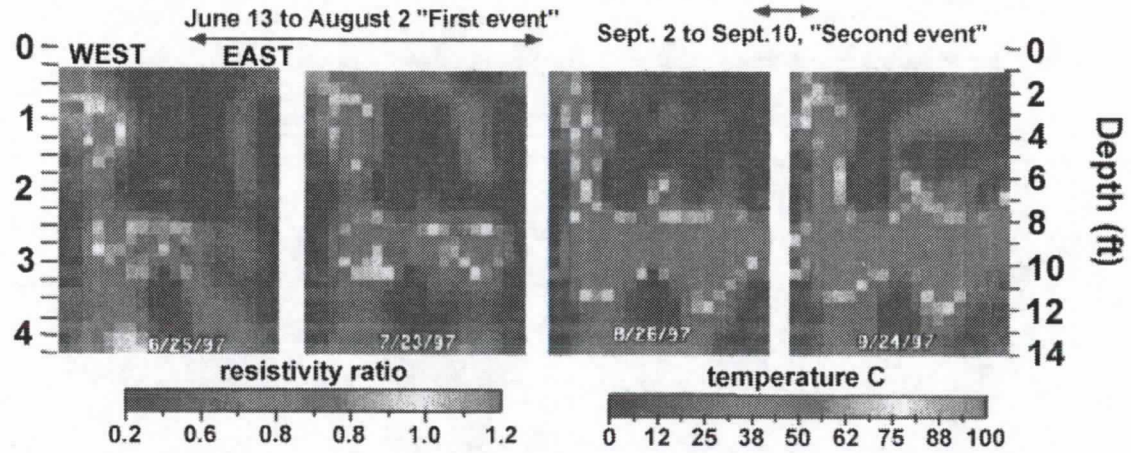 June 13 to August 2 "First event"
Sept. 2 to Sept.10, "Second event"
WEST
EAST
0
1
2
3
4
0
2
4
6
8
10
12
14
Depth (ft)
6/25/97
7/23/97
8/26/97
9/24/97
resistivity ratio
temperature C
0.2 0.6 0.8 0.8 1.0 1.2
0 12 25 38 50 62 75 88 100